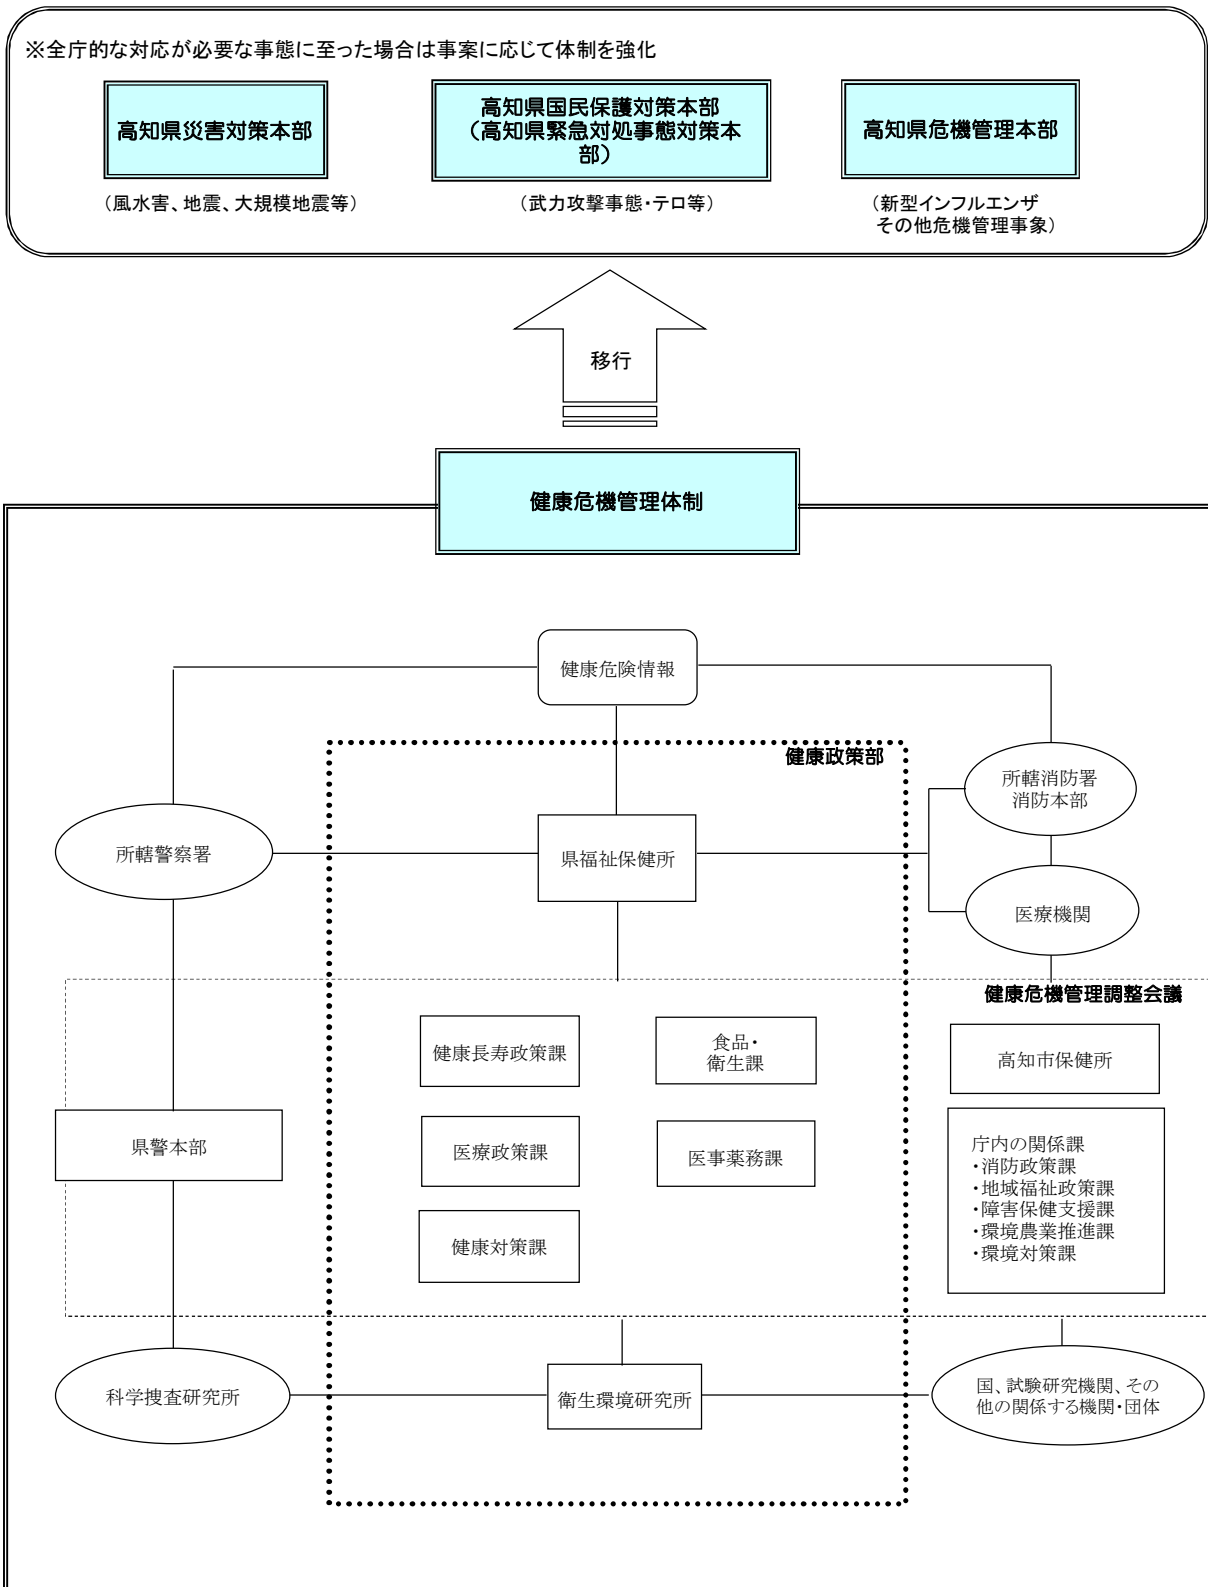 ※全庁的な対応が必要な事態に至った場合は事案に応じて体制を強化
高知県災害対策本部
高知県国民保護対策本部
（高知県緊急対処事態対策本
部）
高知県危機管理本部
（風水害、地震、大規模地震等）
（武力攻撃事態・テロ等）
（新型インフルエンザ
その他危機管理事象）
移行
健康危機管理体制
健康危険情報
健康政策部
所轄消防署
消防本部
所轄警察署
県福祉保健所
医療機関
健康危機管理調整会議
健康長寿政策課
食品・
衛生課
高知市保健所
県警本部
医療政策課
医事薬務課
庁内の関係課
・消防政策課
・地域福祉政策課
・障害保健支援課
・環境農業推進課
・環境対策課
健康対策課
科学捜査研究所
衛生環境研究所
国、試験研究機関、その
他の関係する機関・団体